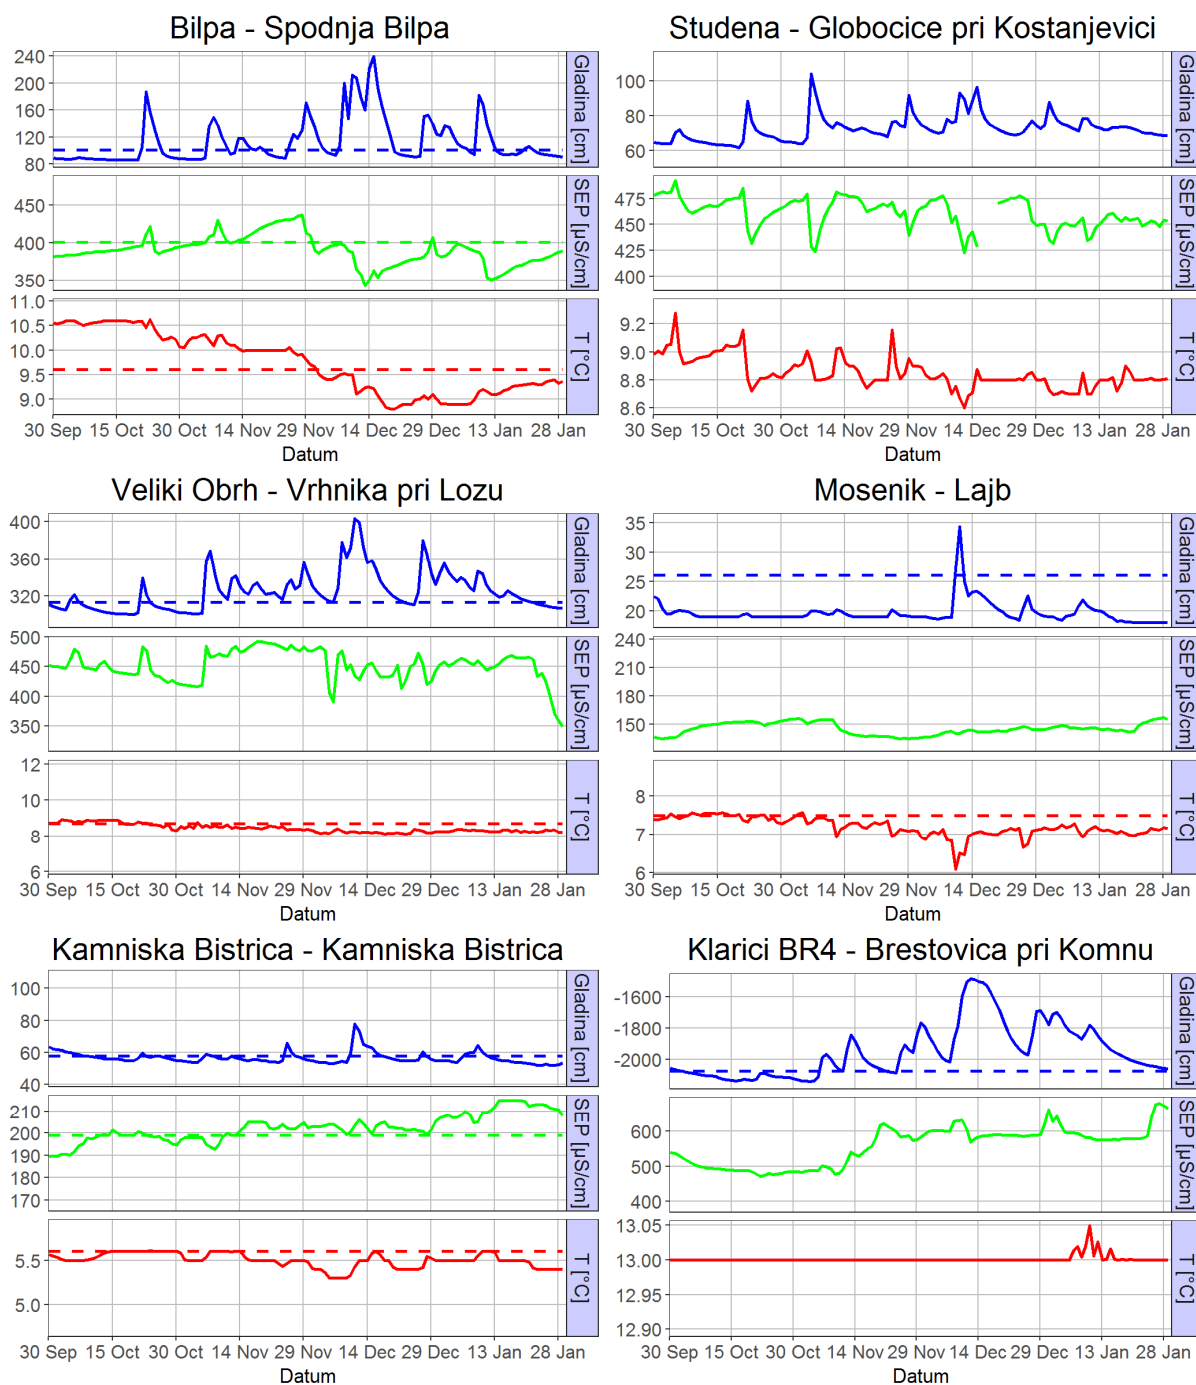 Bilpa - Spodnja Bilpa
240
200
160
120
80
Gladina [cm]
450
400
350
SEP [µS/cm]
11.0
10.5
10.0
9.5
9.0
T [°C]
30 Sep 15 Oct 30 Oct 14 Nov 29 Nov 14 Dec 29 Dec 13 Jan 28 Jan
Datum
Studena - Globocice pri Kostanjevici
100
80
60
Gladina [cm]
475
450
425
400
SEP [µS/cm]
9.2
9.0
8.8
8.6
T [°C]
30 Sep 15 Oct 30 Oct 14 Nov 29 Nov 14 Dec 29 Dec 13 Jan 28 Jan
Datum
Veliki Obrh - Vrhnika pri Lozu
400
360
320
Gladina [cm]
500
450
400
350
SEP [µS/cm]
12
10
8
6
T [°C]
30 Sep 15 Oct 30 Oct 14 Nov 29 Nov 14 Dec 29 Dec 13 Jan 28 Jan
Datum
Mosenik - Lajb
35
30
25
20
Gladina [cm]
240
210
180
150
SEP [µS/cm]
8
7
6
T [°C]
30 Sep 15 Oct 30 Oct 14 Nov 29 Nov 14 Dec 29 Dec 13 Jan 28 Jan
Datum
Kamniska Bistrica - Kamniska Bistrica
100
80
60
40
Gladina [cm]
210
200
190
180
170
SEP [µS/cm]
5.5
5.0
T [°C]
30 Sep 15 Oct 30 Oct 14 Nov 29 Nov 14 Dec 29 Dec 13 Jan 28 Jan
Datum
Klarici BR4 - Brestovica pri Komnu
-1600
-1800
-2000
Gladina [cm]
600
500
400
SEP [µS/cm]
13.05
13.00
12.95
12.90
T [°C]
30 Sep 15 Oct 30 Oct 14 Nov 29 Nov 14 Dec 29 Dec 13 Jan 28 Jan
Datum